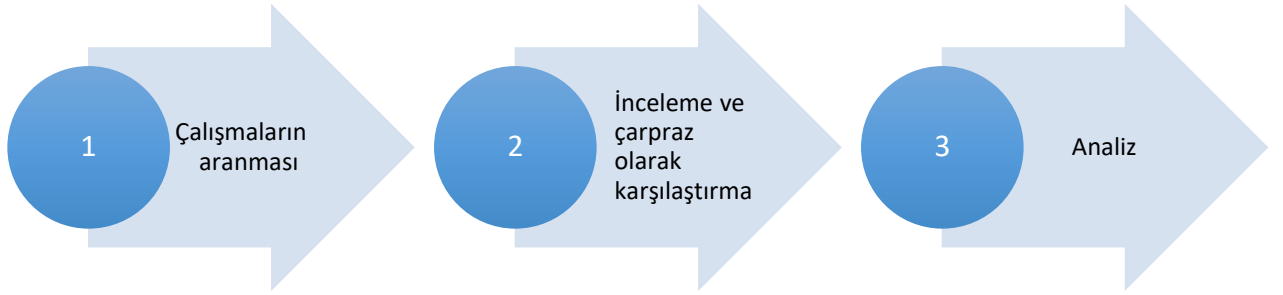 1
Çalışmaların
aranması
2
İnceleme ve
çarpraz
olarak
karşılaştırma
3
Analiz